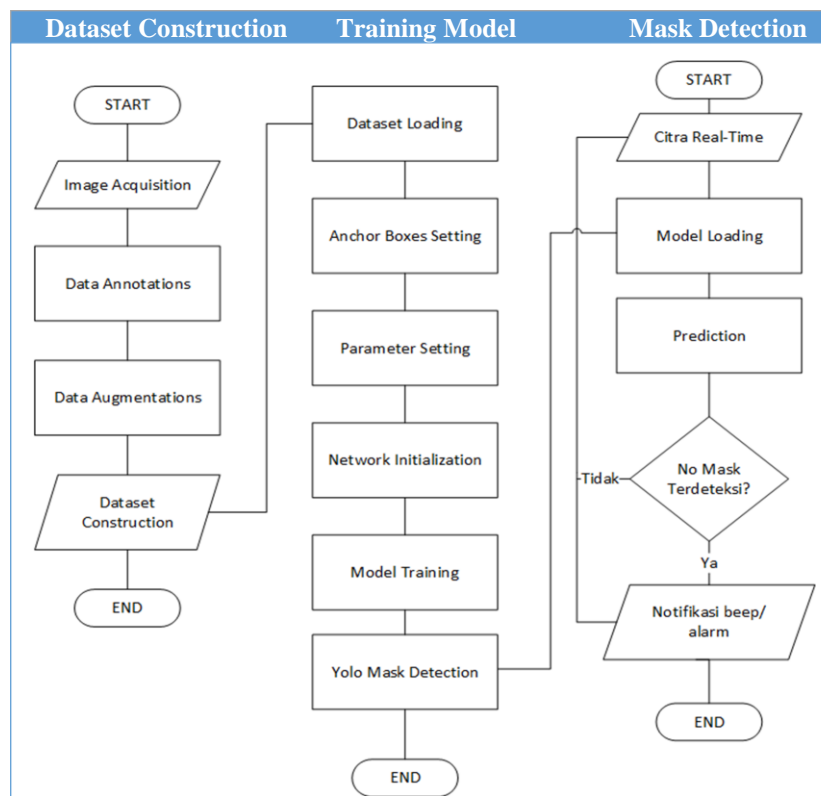 Dataset Construction
Training Model
Mask Detection
START
Image Acquisition
Data Annotations
Data Augmentations
Dataset
Construction
END
Dataset Loading
Anchor Boxes Setting
Parameter Setting
Network Initialization
Model Training
Yolo Mask Detection
END
START
Citra Real-Time
Model Loading
Prediction
No Mask
Terdeteksi?
Tidak
Ya
Notifikasi beep/
alarm
END